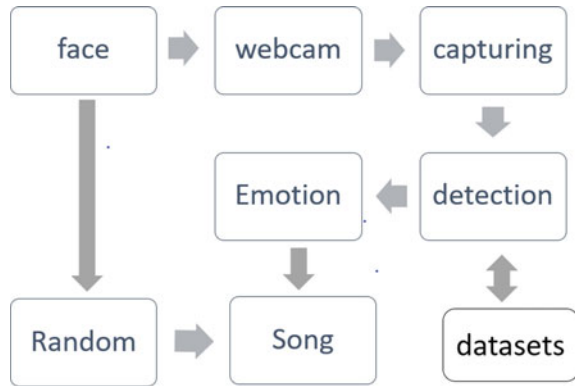 face
webcam
capturing
Emotion
detection
Random
Song
datasets